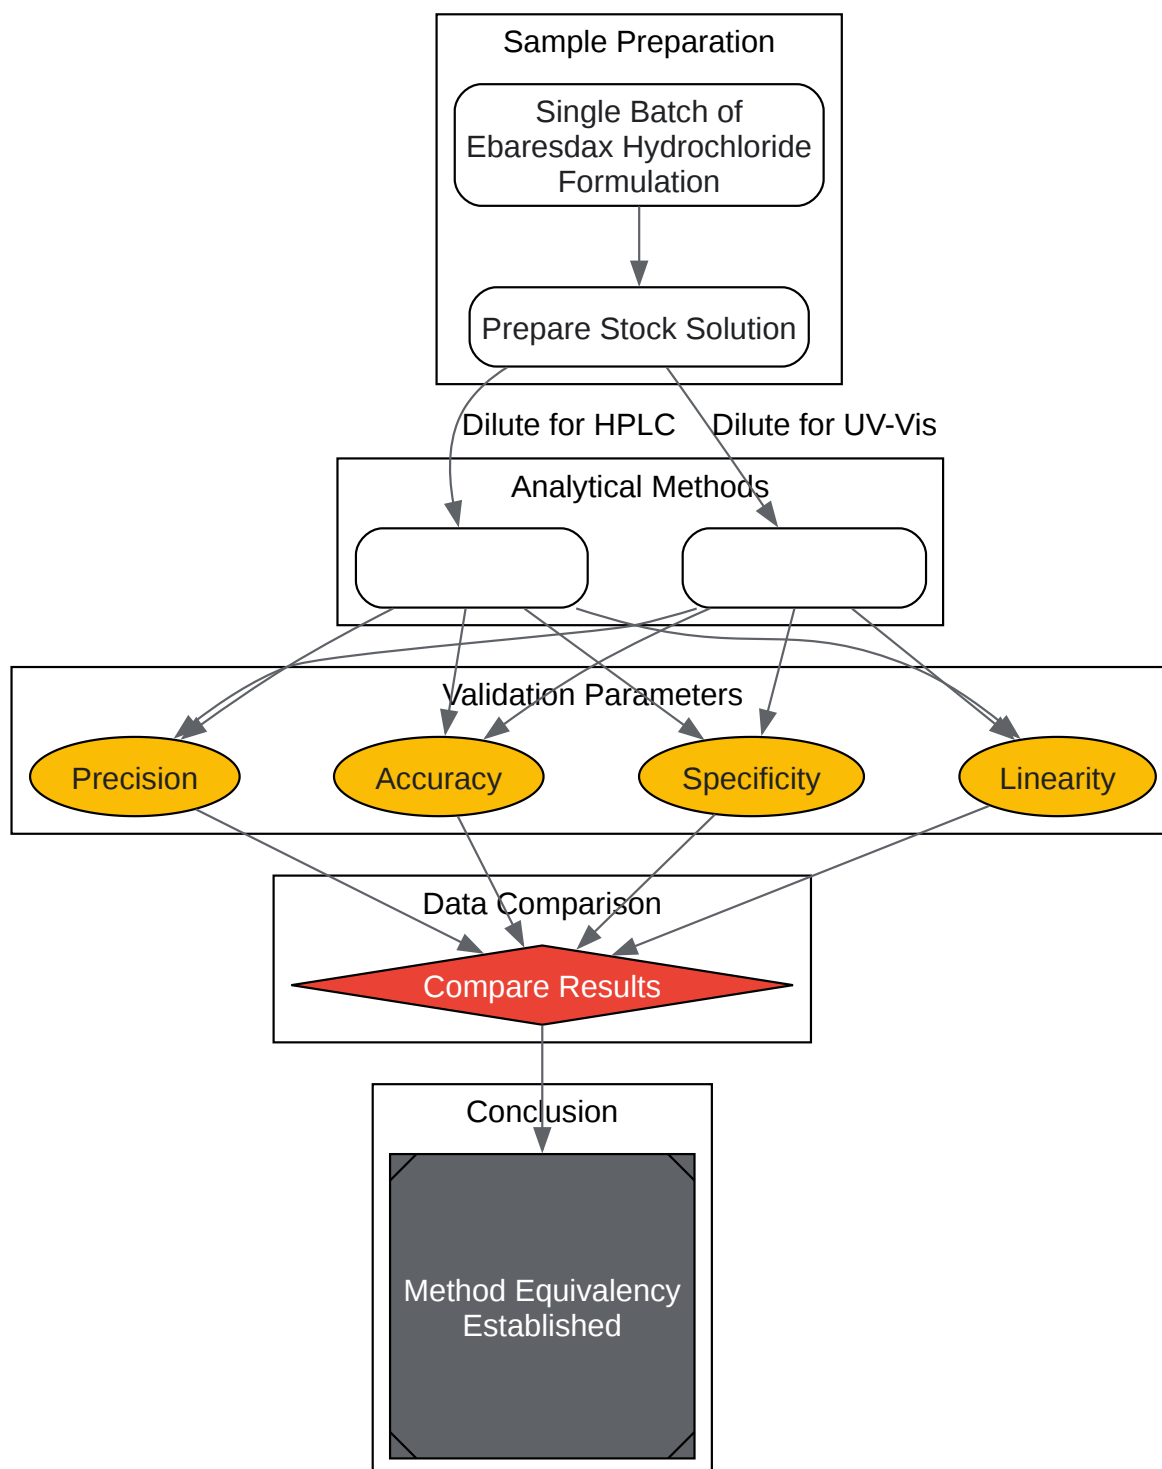 Sample Preparation
Single Batch of
Ebaresdax Hydrochloride
Formulation
Prepare Stock Solution
Dilute for HPLC
Dilute for UV-Vis
Analytical Methods
Validation Parameters
Precision
Accuracy
Specificity
Linearity
Data Comparison
Compare Results
Conclusion
Method Equivalency
Established